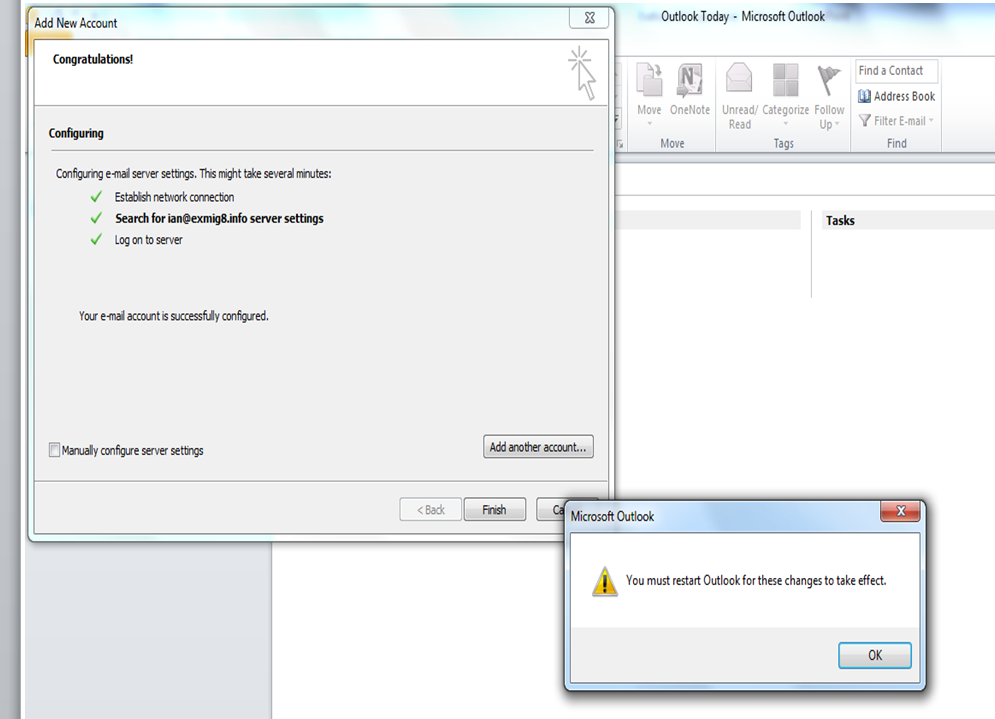 Add New Account
Congratulations!
Configuring
Configuring e-mail server settings. This might take several minutes:
Establish network connection
Search for ian@exmig8.info server settings
Log on to server
Your e-mail account is successfully configured.
Manually configure server settings
Add another account...
< Back
Finish
Ca
Outlook Today - Microsoft Outlook
Move
OneNote
Unread/
Read
Categorize
Follow
Up
Find a Contact
Address Book
Filter E-mail
Move
Tags
Find
Tasks
Microsoft Outlook
You must restart Outlook for these changes to take effect.
OK